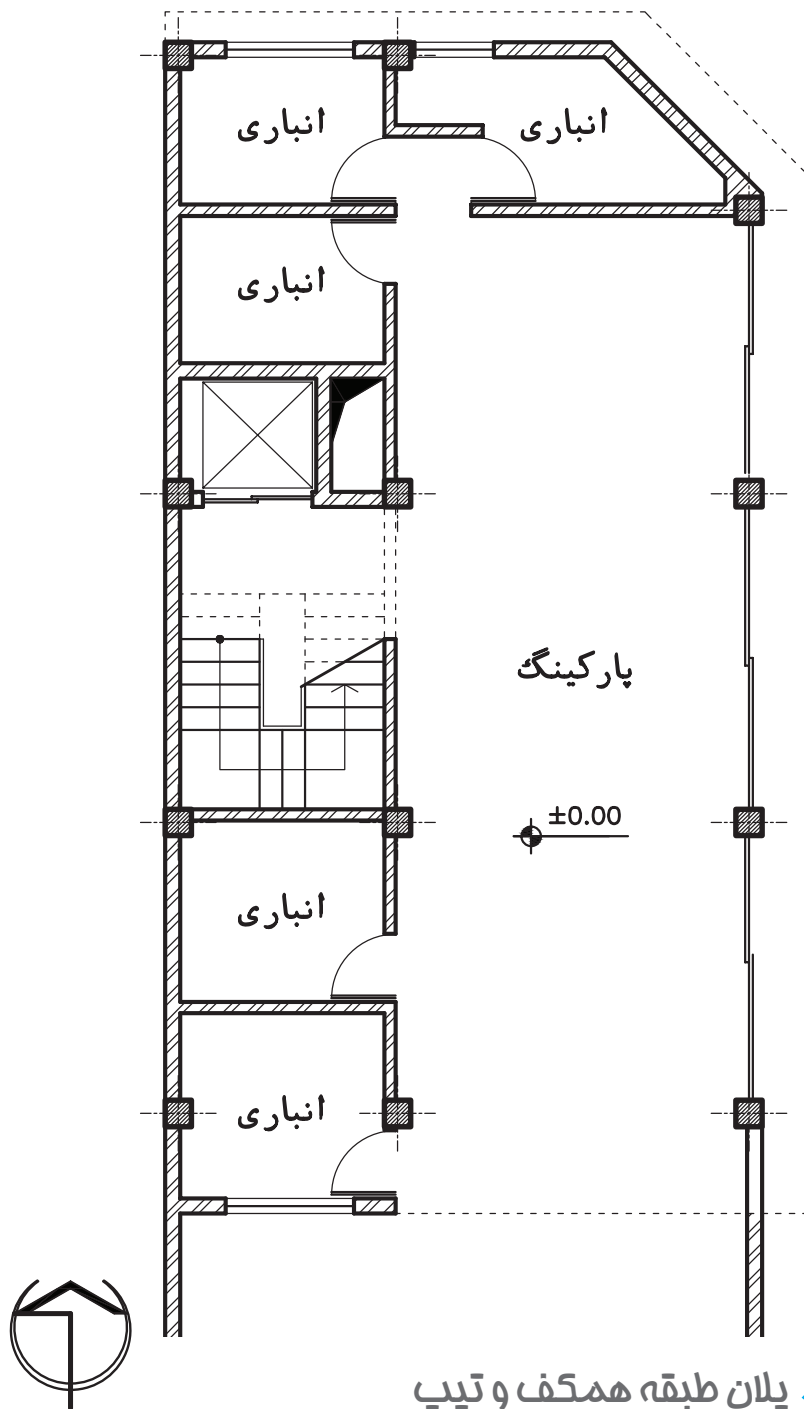 انباری
انباری
انباری
پارکینگ
±0.00
انباری
انباری
پلان طبقه همکف و تیپ